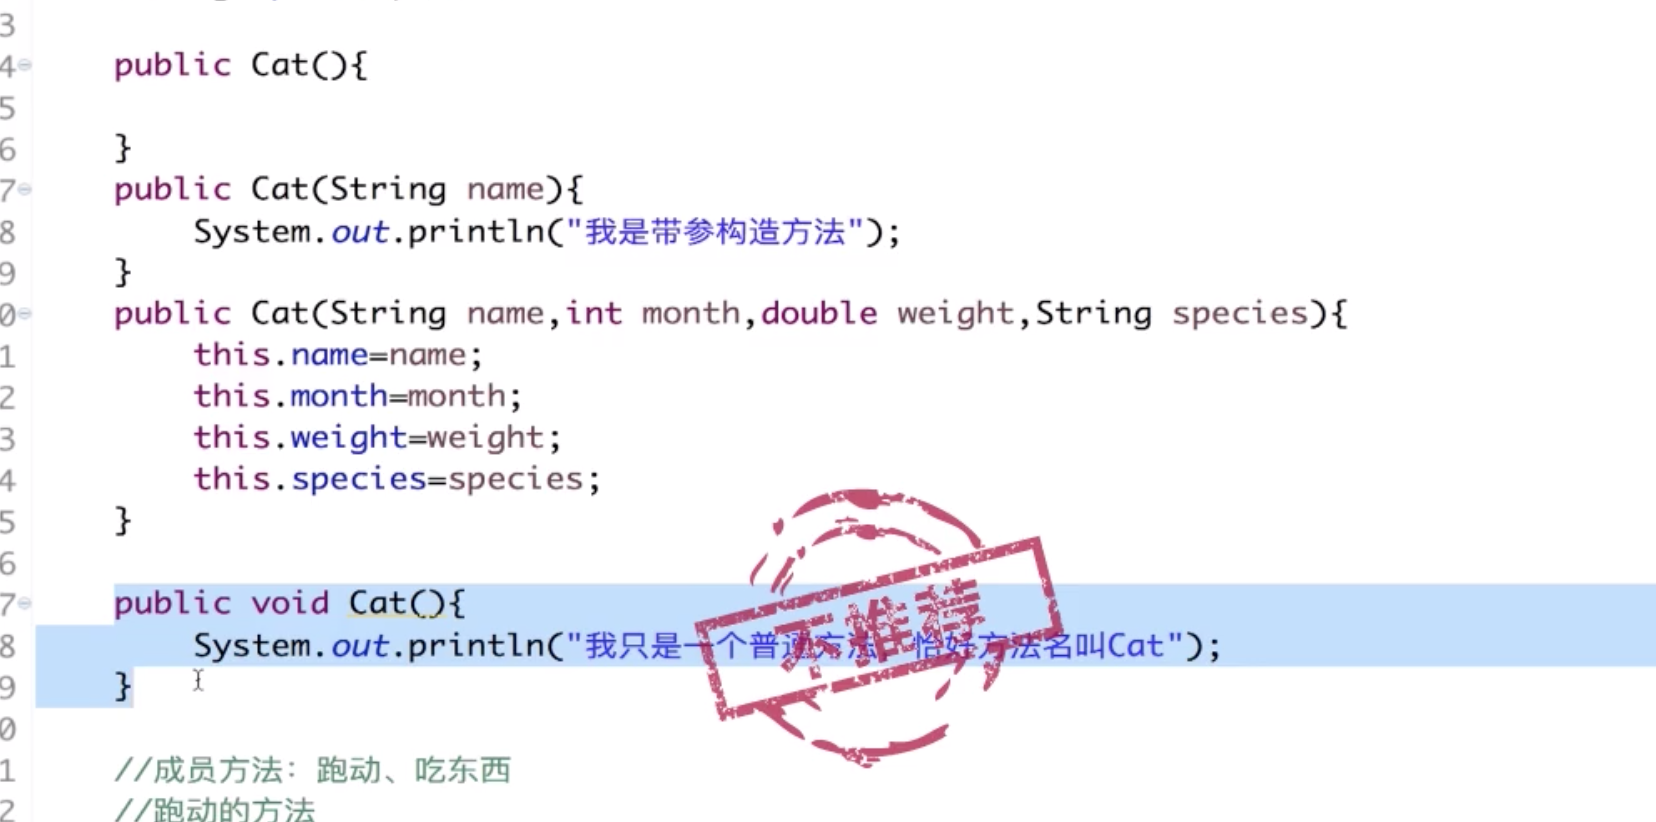 3
4 public Cat(){
5
6 }
7 public Cat(String name){
8 System.out.println("我是带参构造方法");
9 }
0 public Cat(String name,int month,double weight,String species){
1 this.name=name;
2 this.month=month;
3 this.weight=weight;
4 this.species=species;
5 }
6
7 public void Cat(){
8 System.out.println("我只是一个普通方法，恰好方法名叫Cat");
9 }
不推荐
0
1 //成员方法：跑动、吃东西
2 //跑动的方法